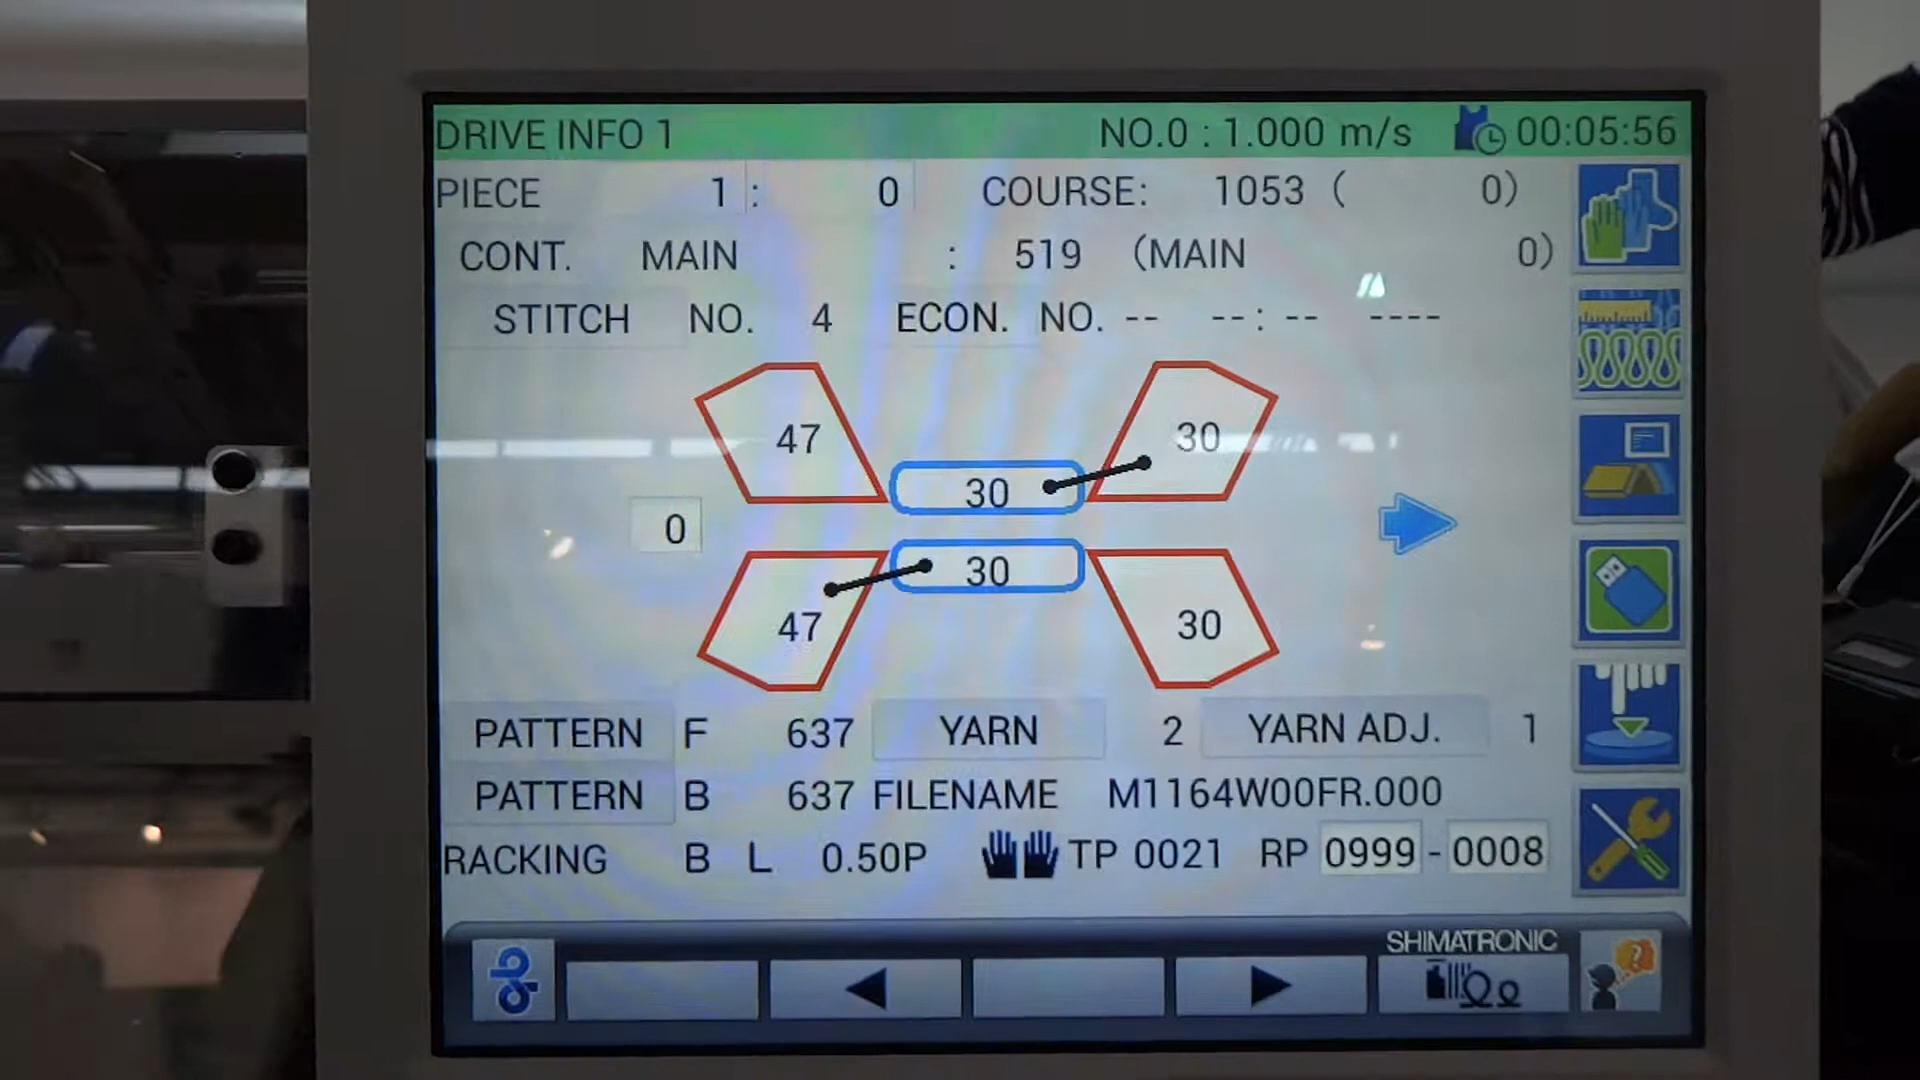 DRIVE INFO 1 NO.0 : 1.000 m/s 00:05:56
PIECE 1 : 0 COURSE: 1053 ( 0)
CONT. MAIN : 519 (MAIN 0)
STITCH NO. 4 ECON. NO. -- -- : -- ----
47 30
30
0
30
47 30
PATTERN F 637 YARN 2 YARN ADJ. 1
PATTERN B 637 FILENAME M1164W00FR.000
RACKING B L 0.50P TP 0021 RP 0999 - 0008
SHIMATRONIC